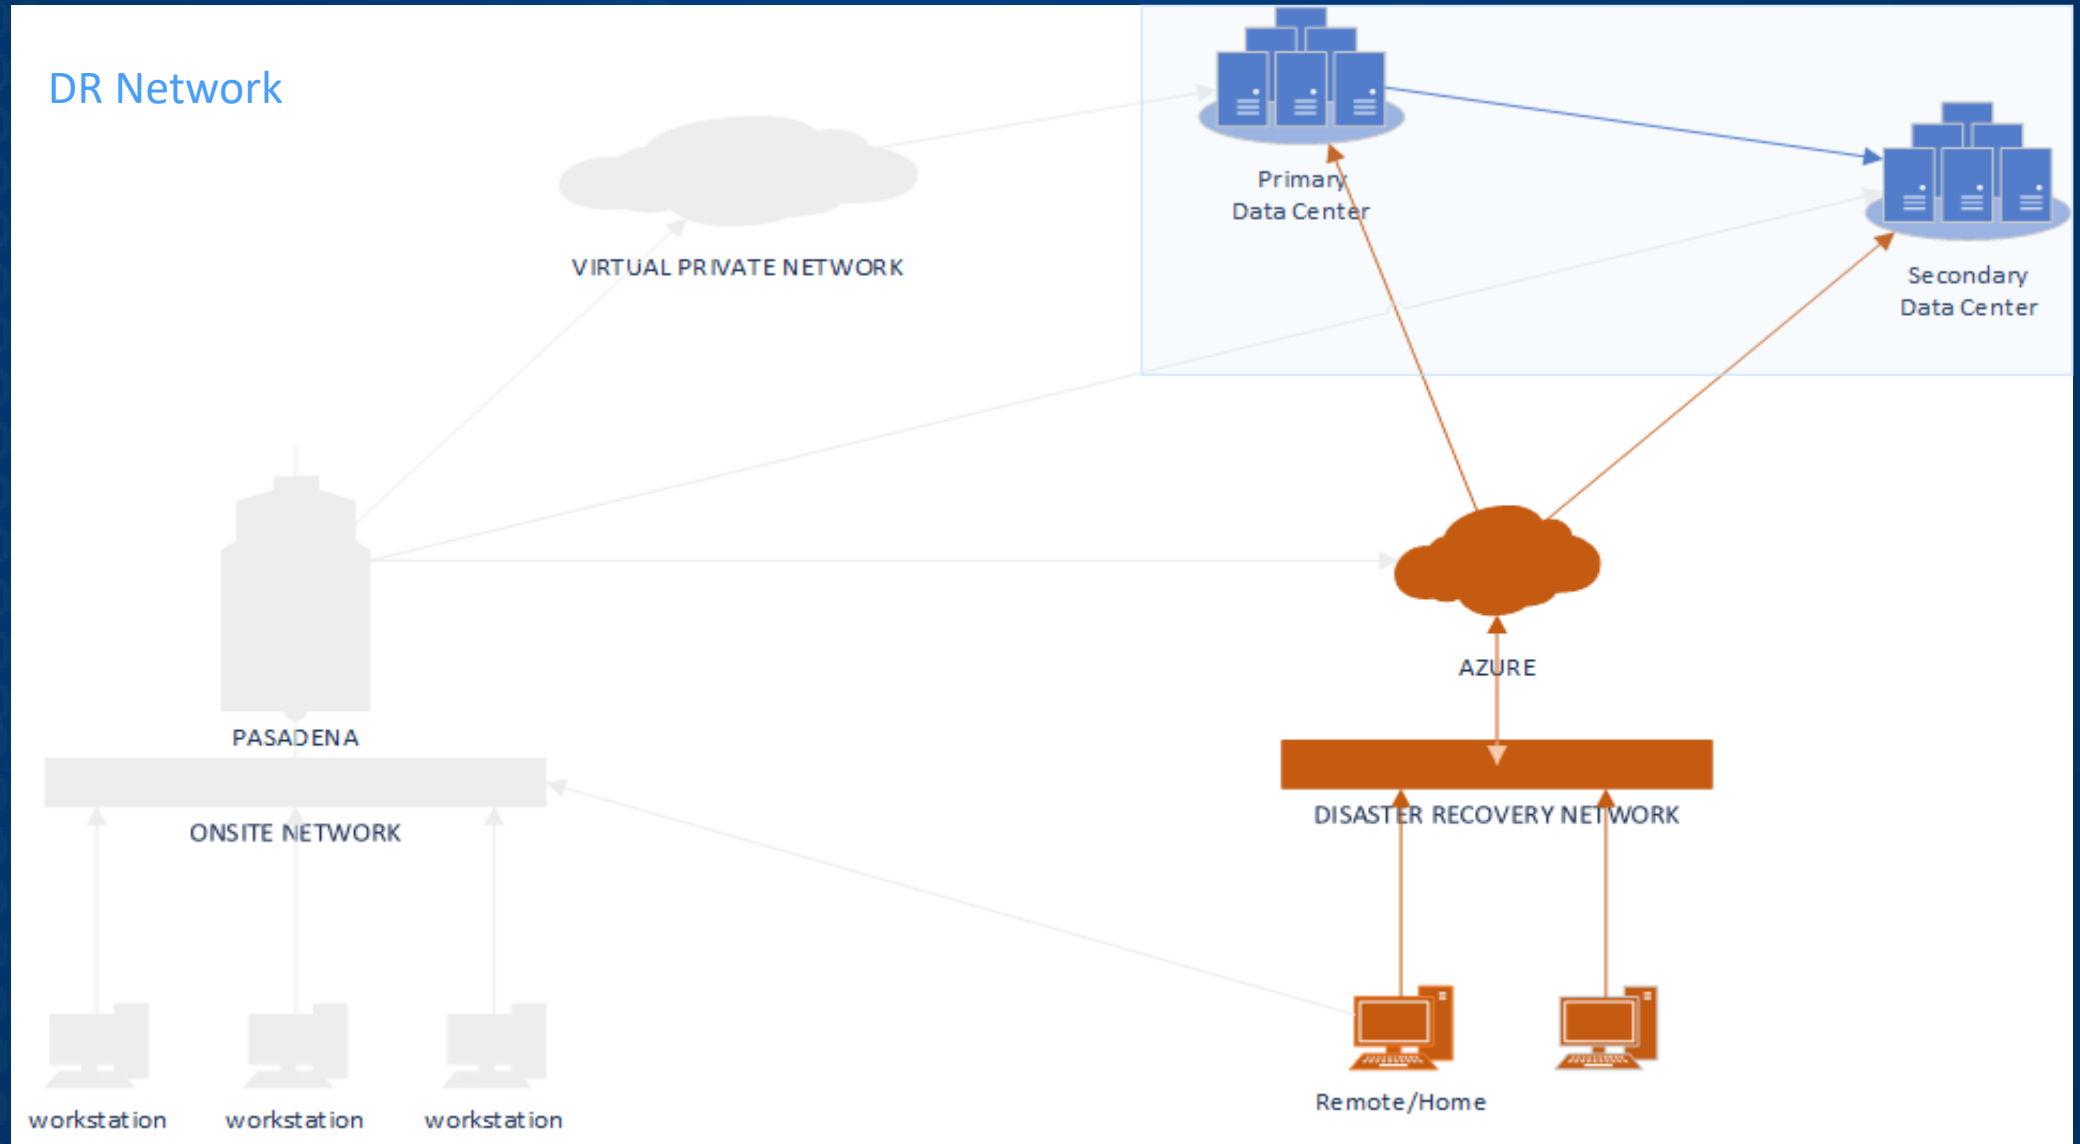 DR Network
Primary
Data Center
Secondary
Data Center
VIRTUAL PRIVATE NETWORK
AZURE
PASADENA
DISASTER RECOVERY NETWORK
ONSITE NETWORK
Remote/Home
workstation
workstation
workstation